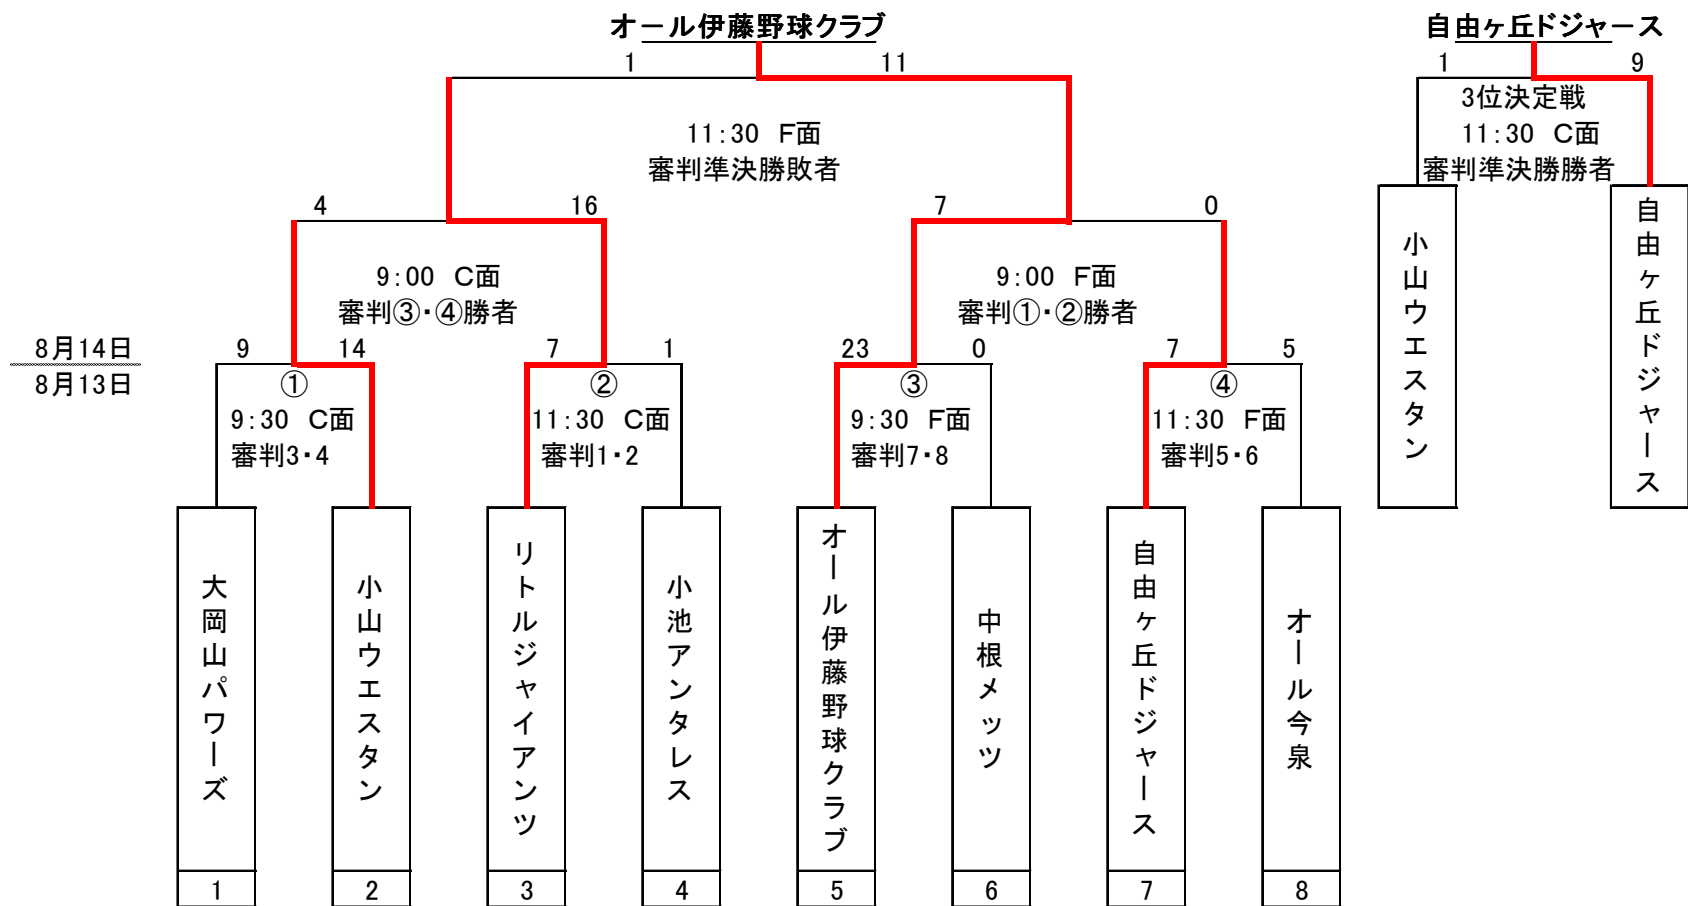 オール伊藤野球クラブ
自由ヶ丘ドジャース
1 11
1 9
3位決定戦
11:30 F面
11:30 C面
審判準決勝敗者
審判準決勝勝者
4 16 7 0
9:00 C面
9:00 F面
審判③・④勝者
審判①・②勝者
小山ウエスタン
自由ヶ丘ドジャース
8月14日
9 14 7 1 23 0 7 5
8月13日
① ② ③ ④
9:30 C面
11:30 C面
9:30 F面
11:30 F面
審判3・4
審判1・2
審判7・8
審判5・6
大岡山パワーズ
小山ウエスタン
リトルジャイアンツ
小池アンタレス
オール伊藤野球クラブ
中根メッツ
自由ヶ丘ドジャース
オール今泉
1 2 3 4 5 6 7 8